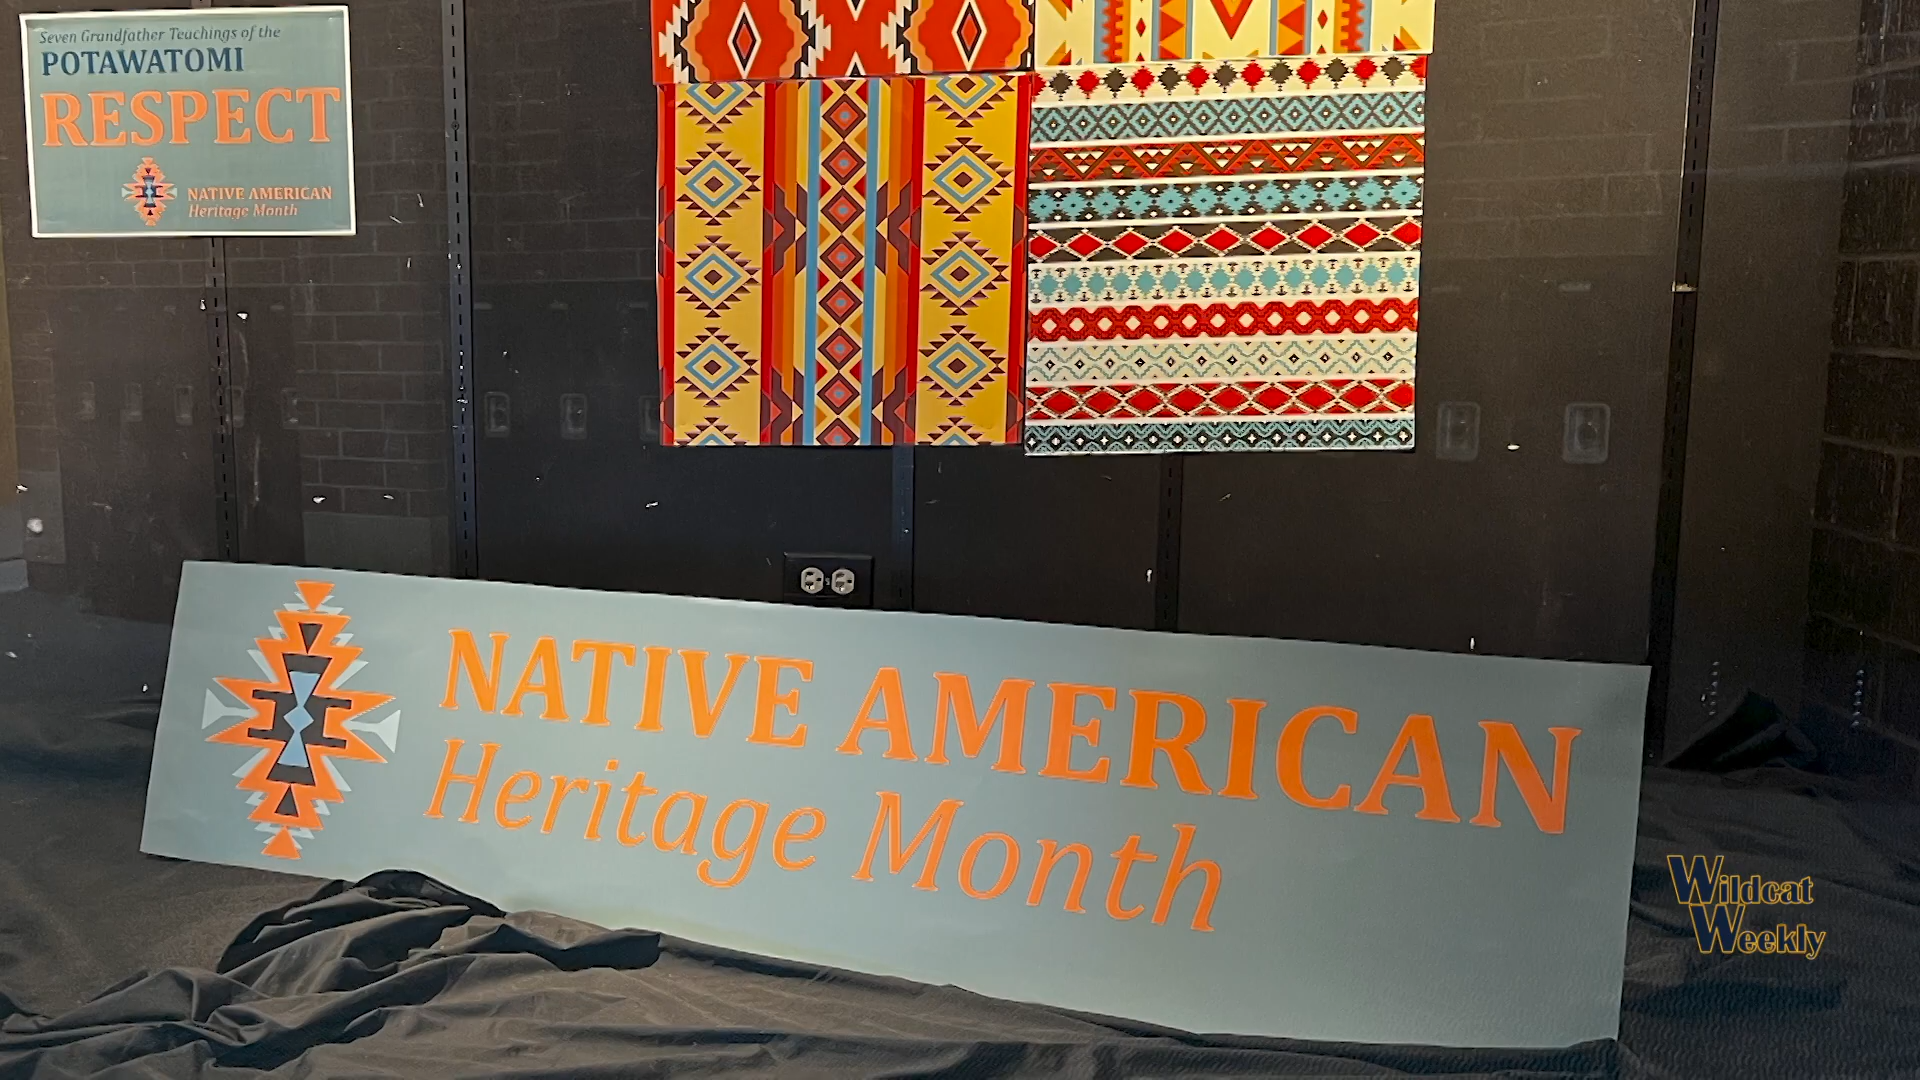 Seven Grandfather Teachings of the
POTAWATOMI
RESPECT
NATIVE AMERICAN
Heritage Month
NATIVE AMERICAN
Heritage Month
Wildcat
Weekly